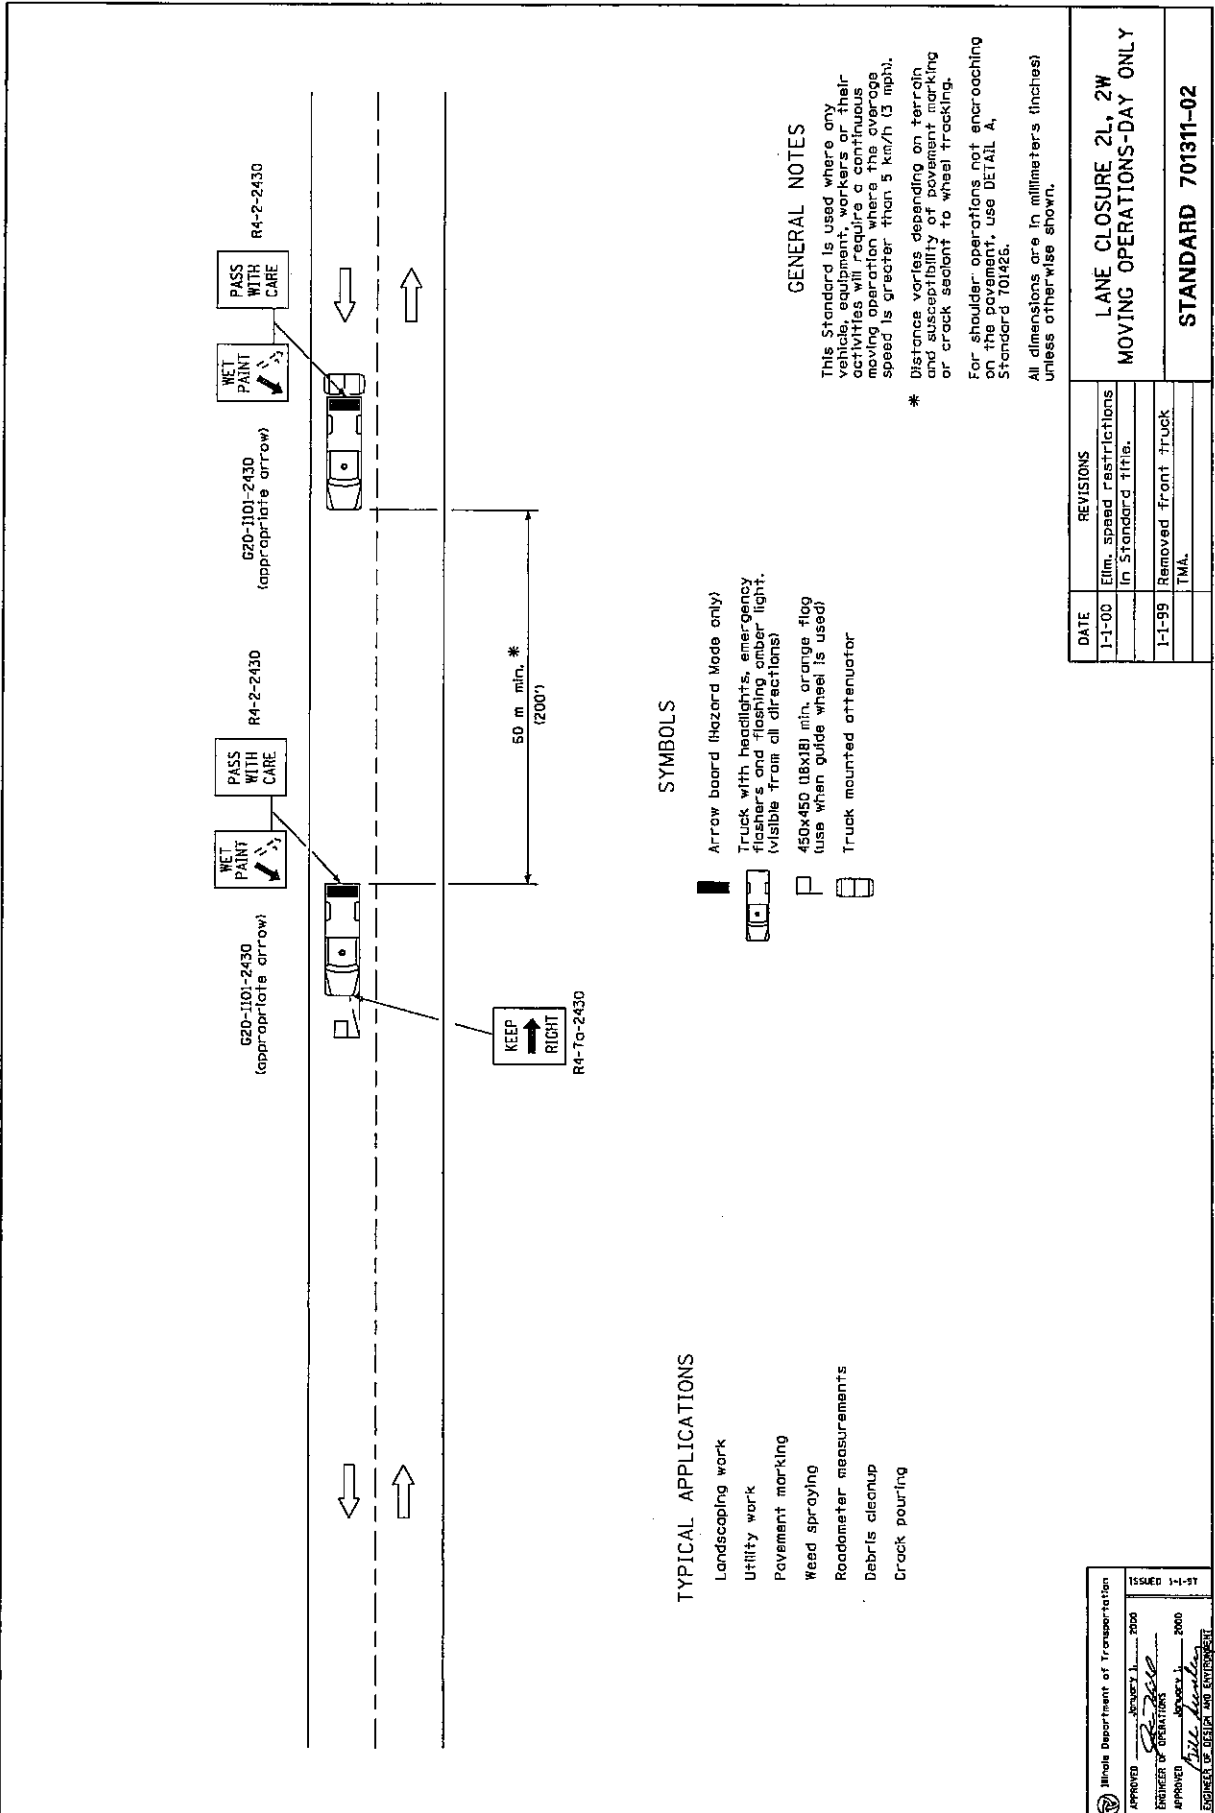 G20-I101-2430
(appropriate arrow)
WET
PAINT
PASS
WITH
CARE
R4-2-2430
G20-I101-2430
(appropriate arrow)
WET
PAINT
PASS
WITH
CARE
R4-2-2430
60 m min. *
(200')
KEEP
RIGHT
R4-7a-2430
TYPICAL APPLICATIONS
Landscaping work
Utility work
Pavement marking
Weed spraying
Roadometer measurements
Debris cleanup
Crack pouring
SYMBOLS
Arrow board (Hazard Mode only)
Truck with headlights, emergency
flashers and flashing amber light.
(visible from all directions)
450x450 (18x18) min. orange flag
(use when guide wheel is used)
Truck mounted attenuator
GENERAL NOTES
This Standard is used where any
vehicle, equipment, workers or their
activities will require a continuous
moving operation where the average
speed is greater than 5 km/h (3 mph).
* Distance varies depending on terrain
and susceptibility of pavement marking
or crack sealant to wheel tracking.
For shoulder operations not encroaching
on the pavement, use DETAIL A,
Standard 701426.
All dimensions are in millimeters (inches)
unless otherwise shown.
Illinois Department of Transportation
APPROVED January 1, 2000
ENGINEER OF OPERATIONS
APPROVED January 1, 2000
ENGINEER OF DESIGN AND ENVIRONMENT
ISSUED 1-1-97
DATE REVISIONS
1-1-00 Elim. speed restrictions
in Standard title.
1-1-99 Removed front truck
TMA.
LANE CLOSURE 2L, 2W
MOVING OPERATIONS-DAY ONLY
STANDARD 701311-02